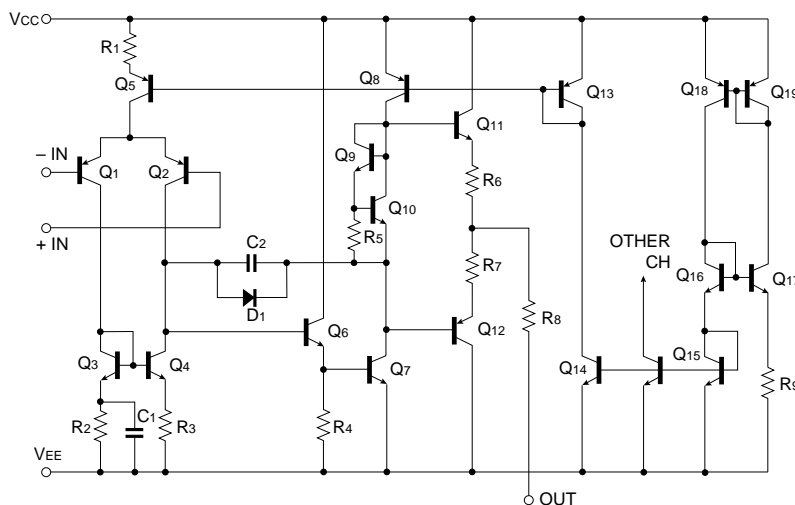 VCC
R1
Q5
Q8
Q13
Q18
Q19
Q11
Q9
– IN
Q1
Q2
R6
Q10
+ IN
R5
C2
R7
OTHER
CH
Q16
Q17
D1
Q6
Q12
R8
Q3
Q4
Q7
Q14
Q15
R9
R2
C1
R3
R4
VEE
OUT